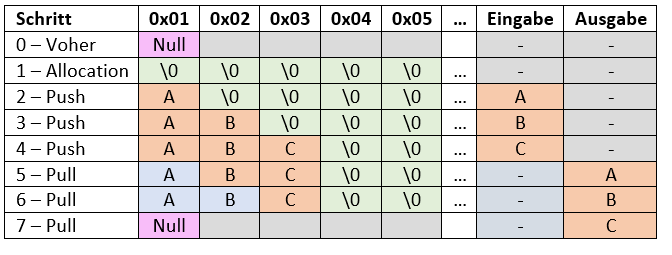 Schritt 0x01 0x02 0x03 0x04 0x05 ... Eingabe Ausgabe
0 – Voher Null - -
1 – Allocation \0 \0 \0 \0 \0 ... - -
2 – Push A \0 \0 \0 \0 ... A -
3 – Push A B \0 \0 \0 ... B -
4 – Push A B C \0 \0 ... C -
5 – Pull A B C \0 \0 ... - A
6 – Pull A B C \0 \0 ... - B
7 – Pull Null - C